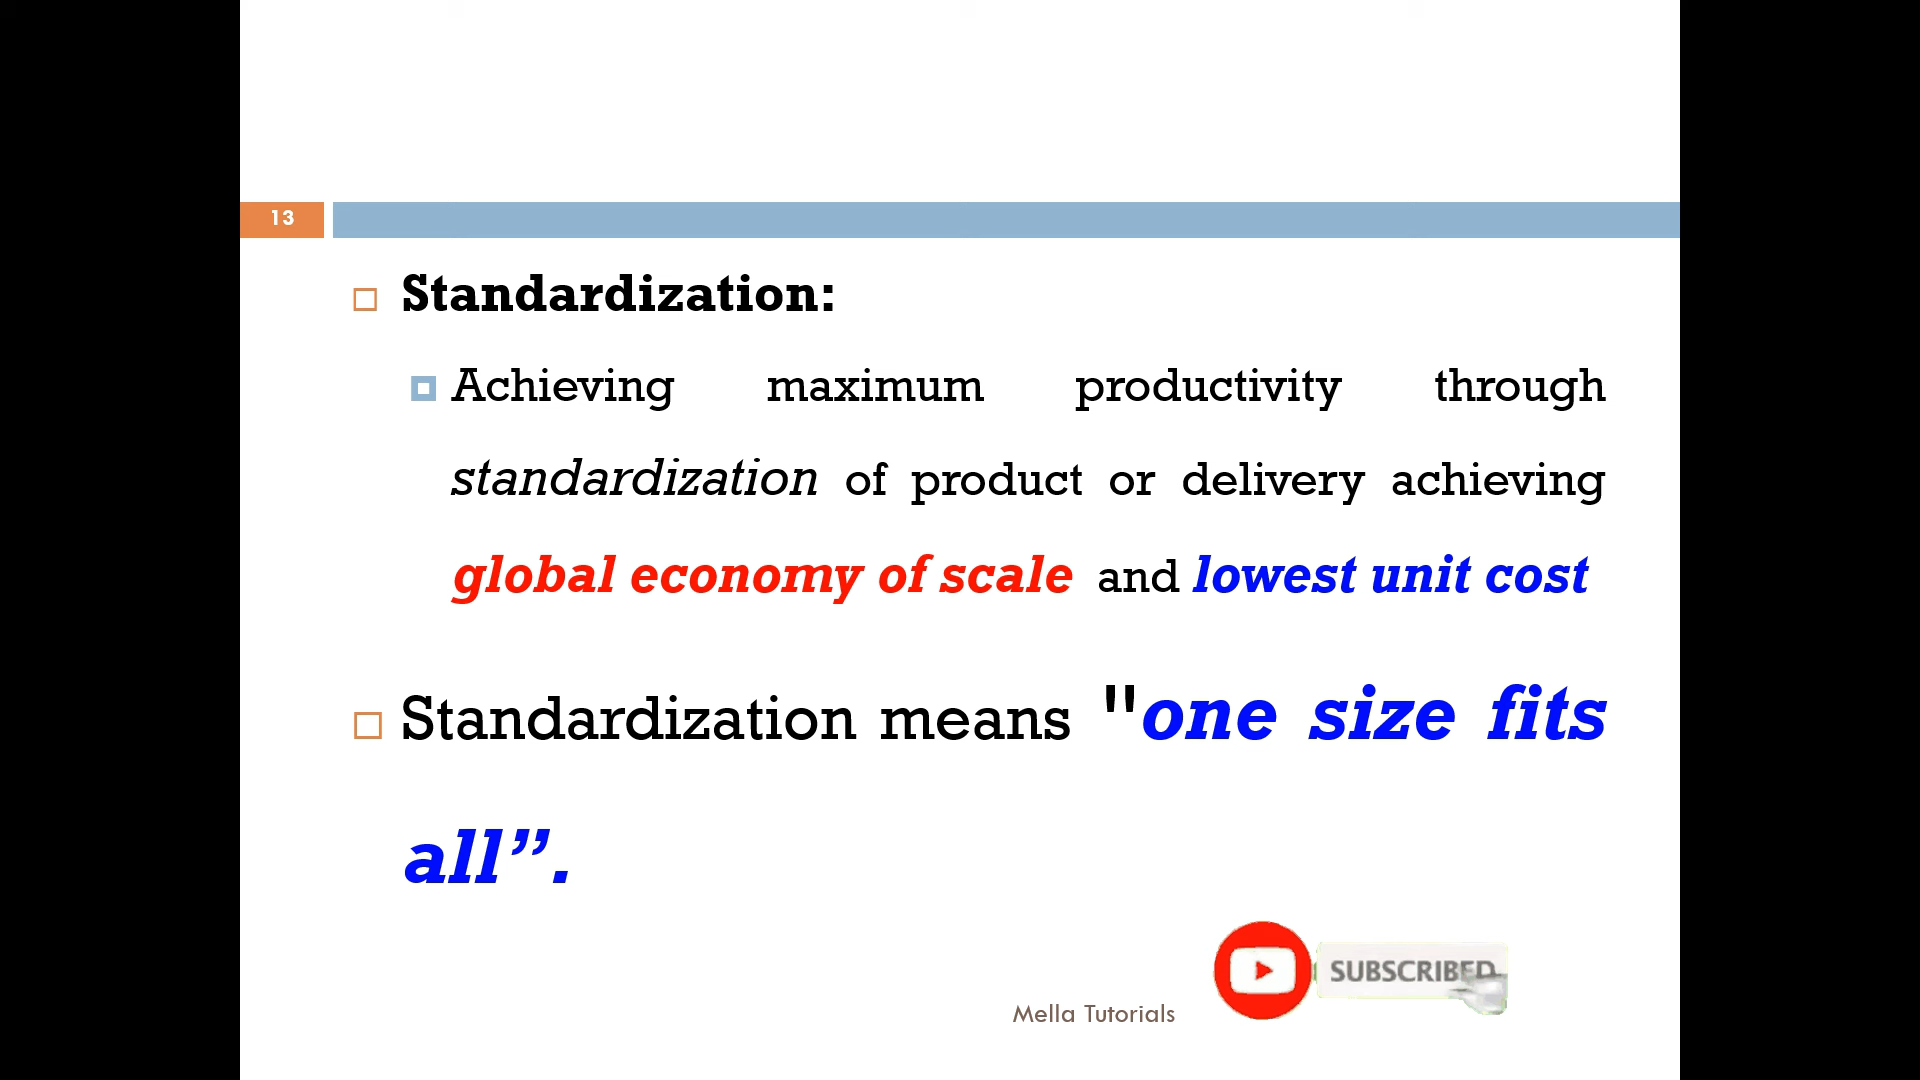 13
Standardization:
Achieving maximum productivity through
standardization of product or delivery achieving
global economy of scale and lowest unit cost
Standardization means "one size fits
all”.
SUBSCRIBED
Mella Tutorials